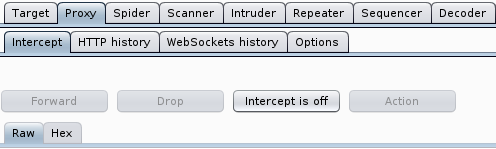 Target Proxy Spider Scanner Intruder Repeater Sequencer Decoder
Intercept HTTP history WebSockets history Options
Forward Drop Intercept is off Action
Raw Hex